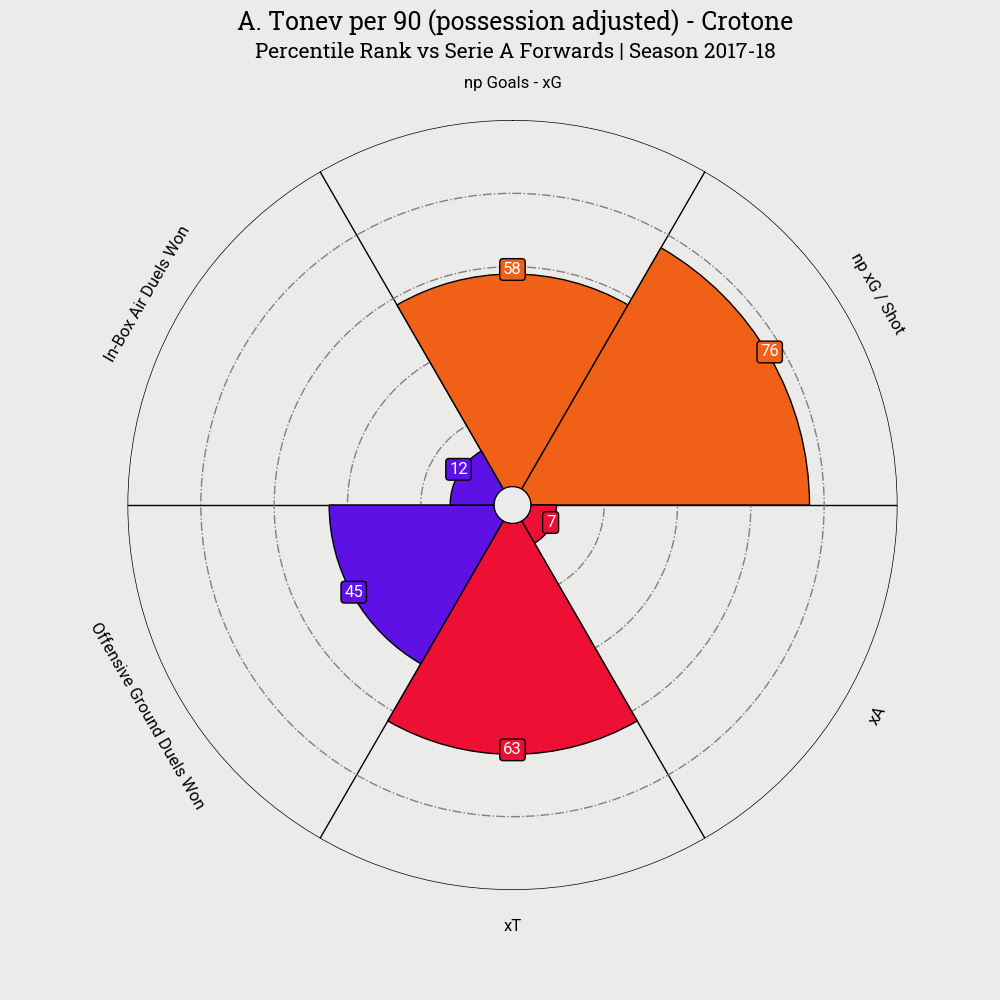 A. Tonev per 90 (possession adjusted) - Crotone
Percentile Rank vs Serie A Forwards | Season 2017-18
np Goals - xG
np xG / Shot
In-Box Air Duels Won
58
76
12
7
45
63
Offensive Ground Duels Won
xA
xT